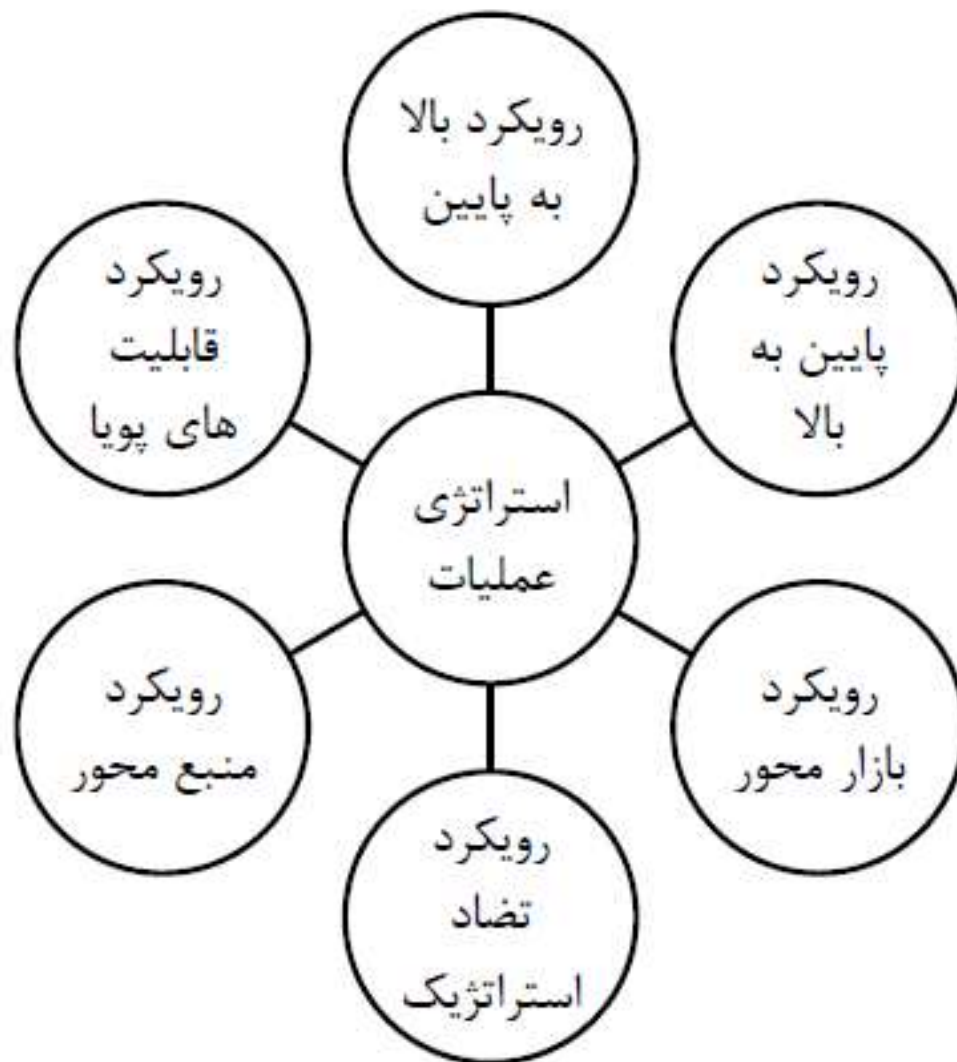 رویکرد بالا
به پایین
رویکرد
پایین به
بالا
رویکرد
بازار محور
رویکرد
تضاد
استراتژیک
رویکرد
منبع محور
رویکرد
قابلیت
های پویا
استراتژی
عملیات